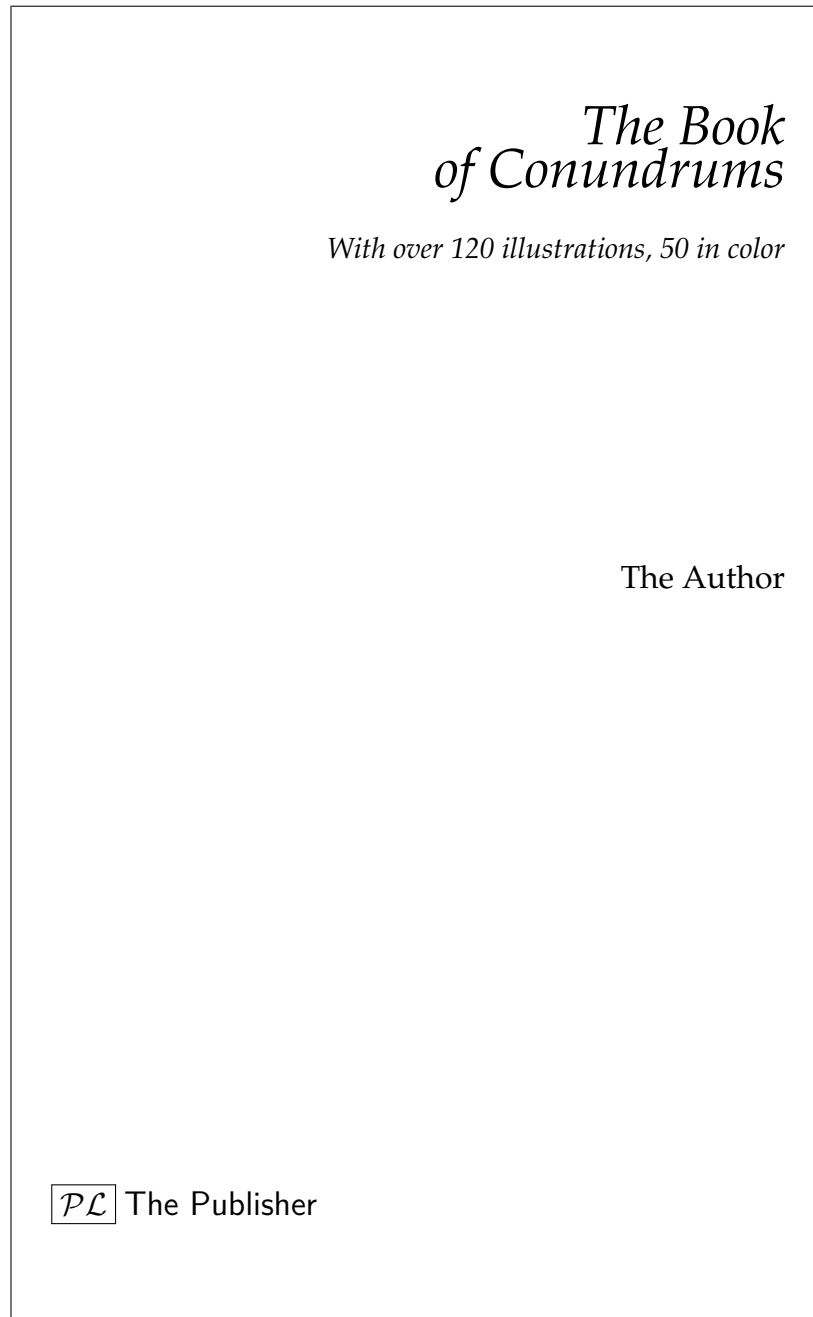 The Book
of Conundrums
With over 120 illustrations, 50 in color
The Author
PL The Publisher